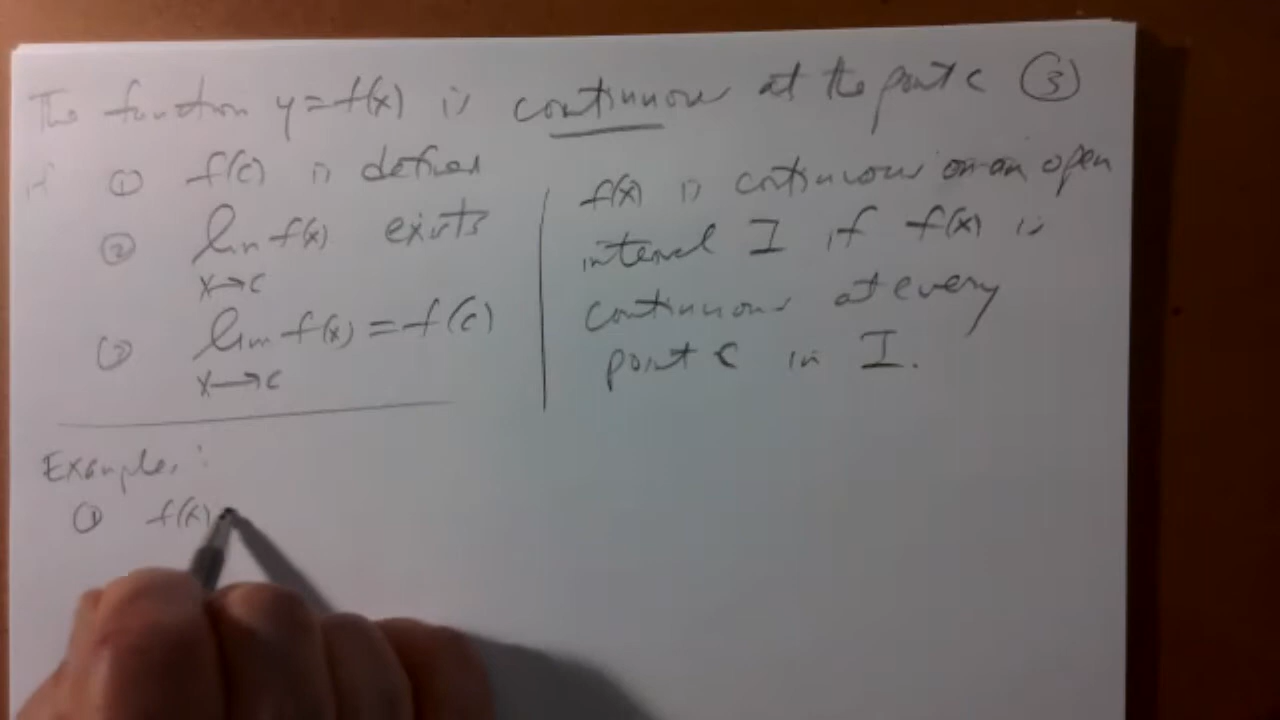 The function y=f(x) is continuous at the point c ③
if ① f(c) is defined
② lim f(x) exists
x→c
③ lim f(x) = f(c)
x→c
f(x) is continuous on an open
interval I if f(x) is
continuous at every
point c in I.
Examples:
① f(x)